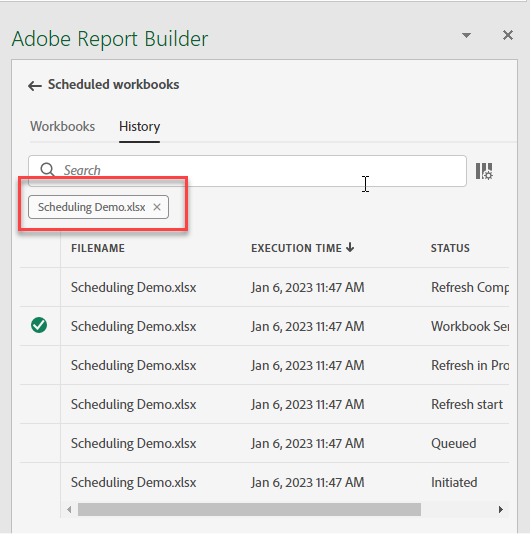 Adobe Report Builder
Scheduled workbooks
Workbooks History
Search
Scheduling Demo.xlsx
FILENAME EXECUTION TIME STATUS
Scheduling Demo.xlsx Jan 6, 2023 11:47 AM Refresh Comp
Scheduling Demo.xlsx Jan 6, 2023 11:47 AM Workbook Ser
Scheduling Demo.xlsx Jan 6, 2023 11:47 AM Refresh in Pro
Scheduling Demo.xlsx Jan 6, 2023 11:47 AM Refresh start
Scheduling Demo.xlsx Jan 6, 2023 11:47 AM Queued
Scheduling Demo.xlsx Jan 6, 2023 11:47 AM Initiated